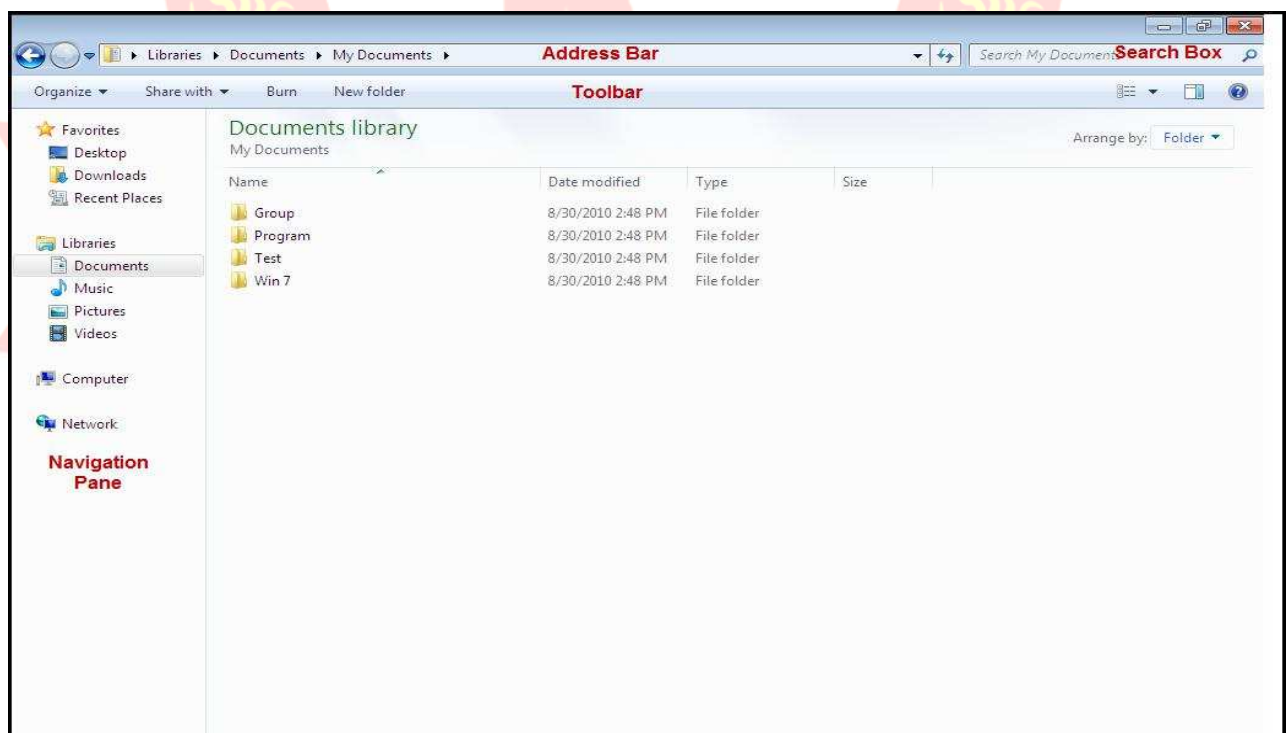 Libraries Documents My Documents Address Bar Search My Document Search Box
Organize Share with Burn New folder Toolbar
Favorites
Desktop
Downloads
Recent Places
Libraries
Documents
Music
Pictures
Videos
Computer
Network
Navigation
Pane
Documents library
My Documents
Arrange by: Folder
Name Date modified Type Size
Group 8/30/2010 2:48 PM File folder
Program 8/30/2010 2:48 PM File folder
Test 8/30/2010 2:48 PM File folder
Win 7 8/30/2010 2:48 PM File folder